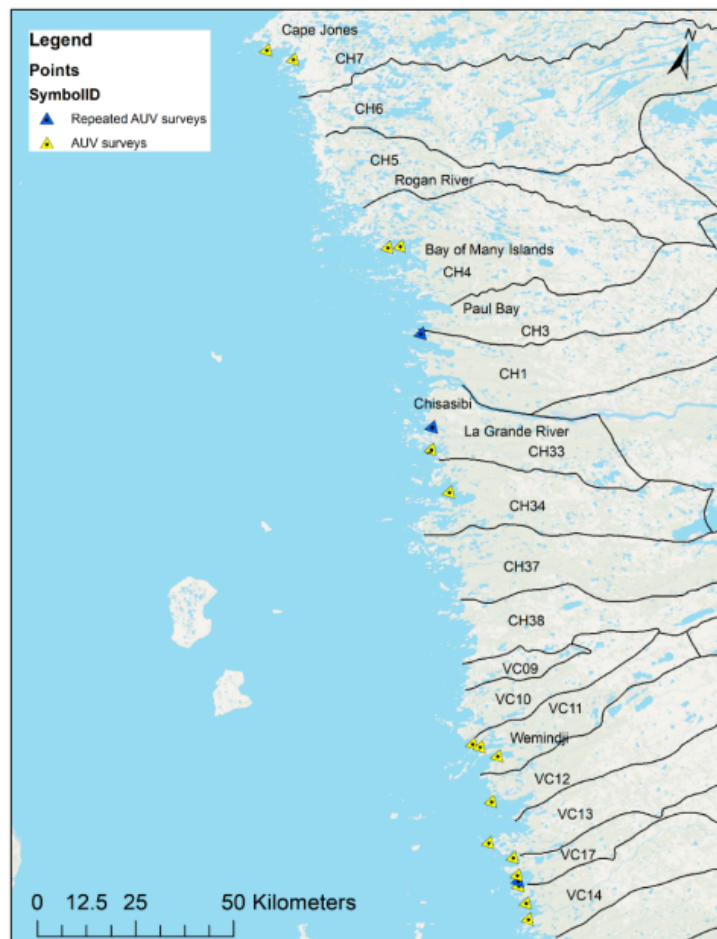 Legend
Points
SymbolID
Repeated AUV surveys
AUV surveys
N
Cape Jones
CH7
CH6
CH5
Rogan River
Bay of Many Islands
CH4
Paul Bay
CH3
CH1
Chisasibi
La Grande River
CH33
CH34
CH37
CH38
VC09
VC10
VC11
Wemindji
VC12
VC13
VC17
VC14
0 12.5 25 50 Kilometers